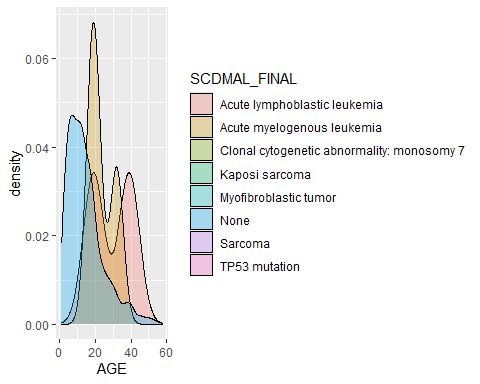 0.06
0.04
0.02
0.00
density
0 20 40 60
AGE
SCDMAL_FINAL
Acute lymphoblastic leukemia
Acute myelogenous leukemia
Clonal cytogenetic abnormality: monosomy 7
Kaposi sarcoma
Myofibroblastic tumor
None
Sarcoma
TP53 mutation